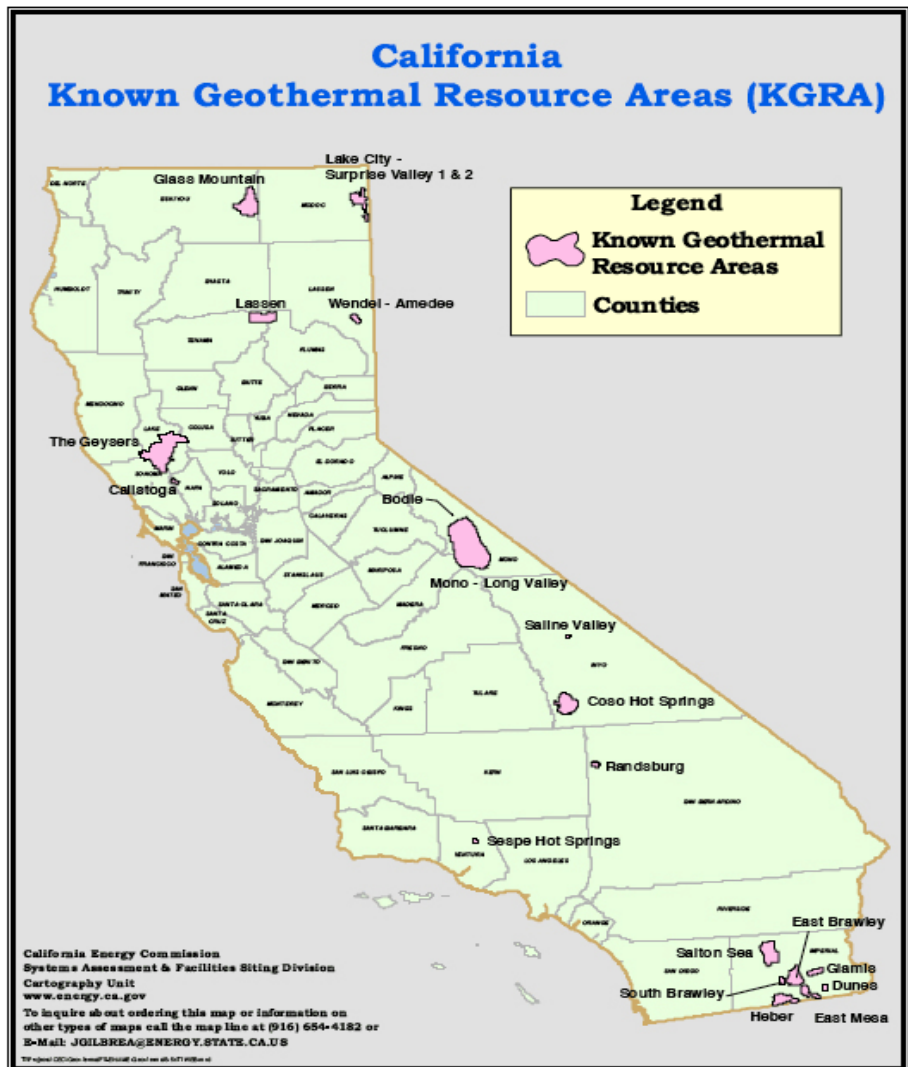 California
Known Geothermal Resource Areas (KGRA)
Lake City -
Surprise Valley 1 & 2
Glass Mountain
DEL NORTE
SISKIYOU
MODOC
Legend
Known Geothermal
Resource Areas
Counties
HUMBOLDT
TRINITY
SHASTA
LASSEN
Lassen
Wendel - Amedee
TEHAMA
PLUMAS
MENDOCINO
GLENN
BUTTE
SIERRA
LAKE
COLUSA
YUBA
NEVADA
SUTTER
PLACER
The Geysers
EL DORADO
SONOMA
YOLO
ALPINE
Calistoga
NAPA
SACRAMENTO
AMADOR
SOLANO
Bodie
CALAVERAS
MARIN
TUOLUMNE
CONTRA COSTA
SAN JOAQUIN
SAN
FRANCISCO
ALAMEDA
MONO
STANISLAUS
MARIPOSA
Mono - Long Valley
SAN
MATEO
SANTA CLARA
MERCED
MADERA
SANTA
CRUZ
Saline Valley
FRESNO
SAN BENITO
INYO
TULARE
MONTEREY
KINGS
Coso Hot Springs
SAN LUIS OBISPO
KERN
Randsburg
SAN BERNARDINO
SANTA BARBARA
Sespe Hot Springs
VENTURA
LOS ANGELES
RIVERSIDE
ORANGE
East Brawley
Salton Sea
IMPERIAL
SAN DIEGO
Glamis
South Brawley
Dunes
Heber
East Mesa
California Energy Commission
Systems Assessment & Facilities Siting Division
Cartography Unit
www.energy.ca.gov
To inquire about ordering this map or information on
other types of maps call the map line at (916) 654-4182 or
E-Mail: JGILBREA@ENERGY.STATE.CA.US